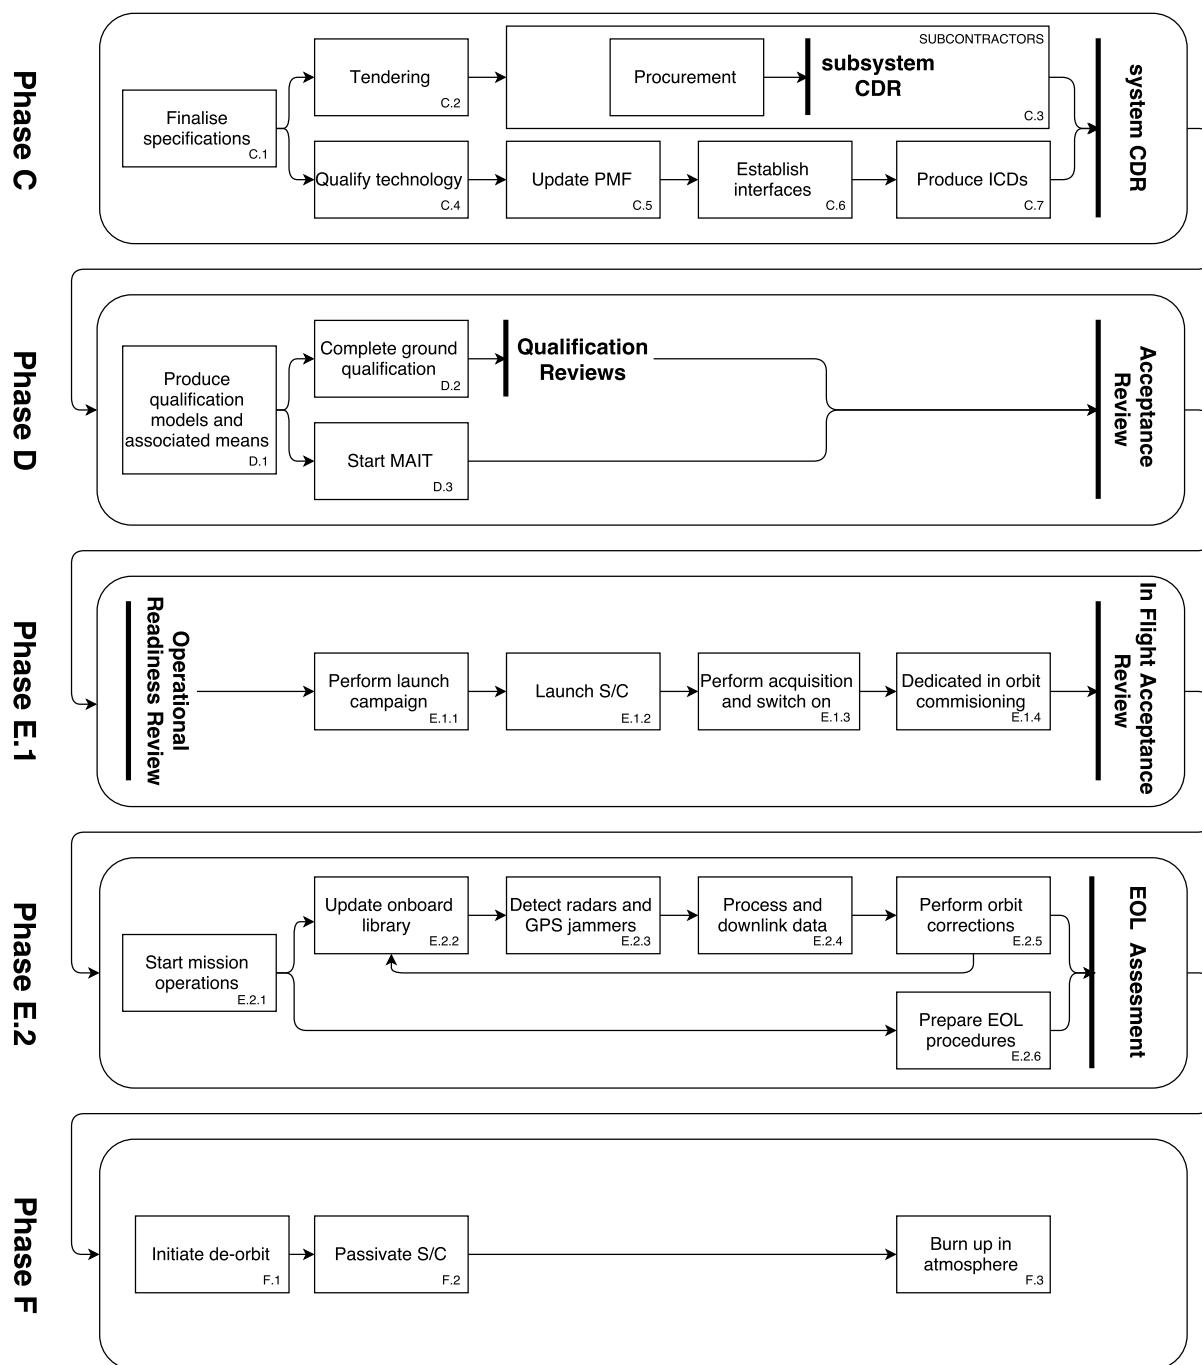 Phase C
Finalise
specifications
C.1
Tendering
C.2
SUBCONTRACTORS
Procurement
subsystem
CDR
C.3
Qualify technology
C.4
Update PMF
C.5
Establish
interfaces
C.6
Produce ICDs
C.7
system CDR
Phase D
Produce
qualification
models and
associated means
D.1
Complete ground
qualification
D.2
Qualification
Reviews
Start MAIT
D.3
Acceptance
Review
Phase E.1
Operational
Readiness Review
Perform launch
campaign
E.1.1
Launch S/C
E.1.2
Perform acquisition
and switch on
E.1.3
Dedicated in orbit
commisioning
E.1.4
In Flight Acceptance
Review
Phase E.2
Start mission
operations
E.2.1
Update onboard
library
E.2.2
Detect radars and
GPS jammers
E.2.3
Process and
downlink data
E.2.4
Perform orbit
corrections
E.2.5
Prepare EOL
procedures
E.2.6
EOL Assesment
Phase F
Initiate de-orbit
F.1
Passivate S/C
F.2
Burn up in
atmosphere
F.3